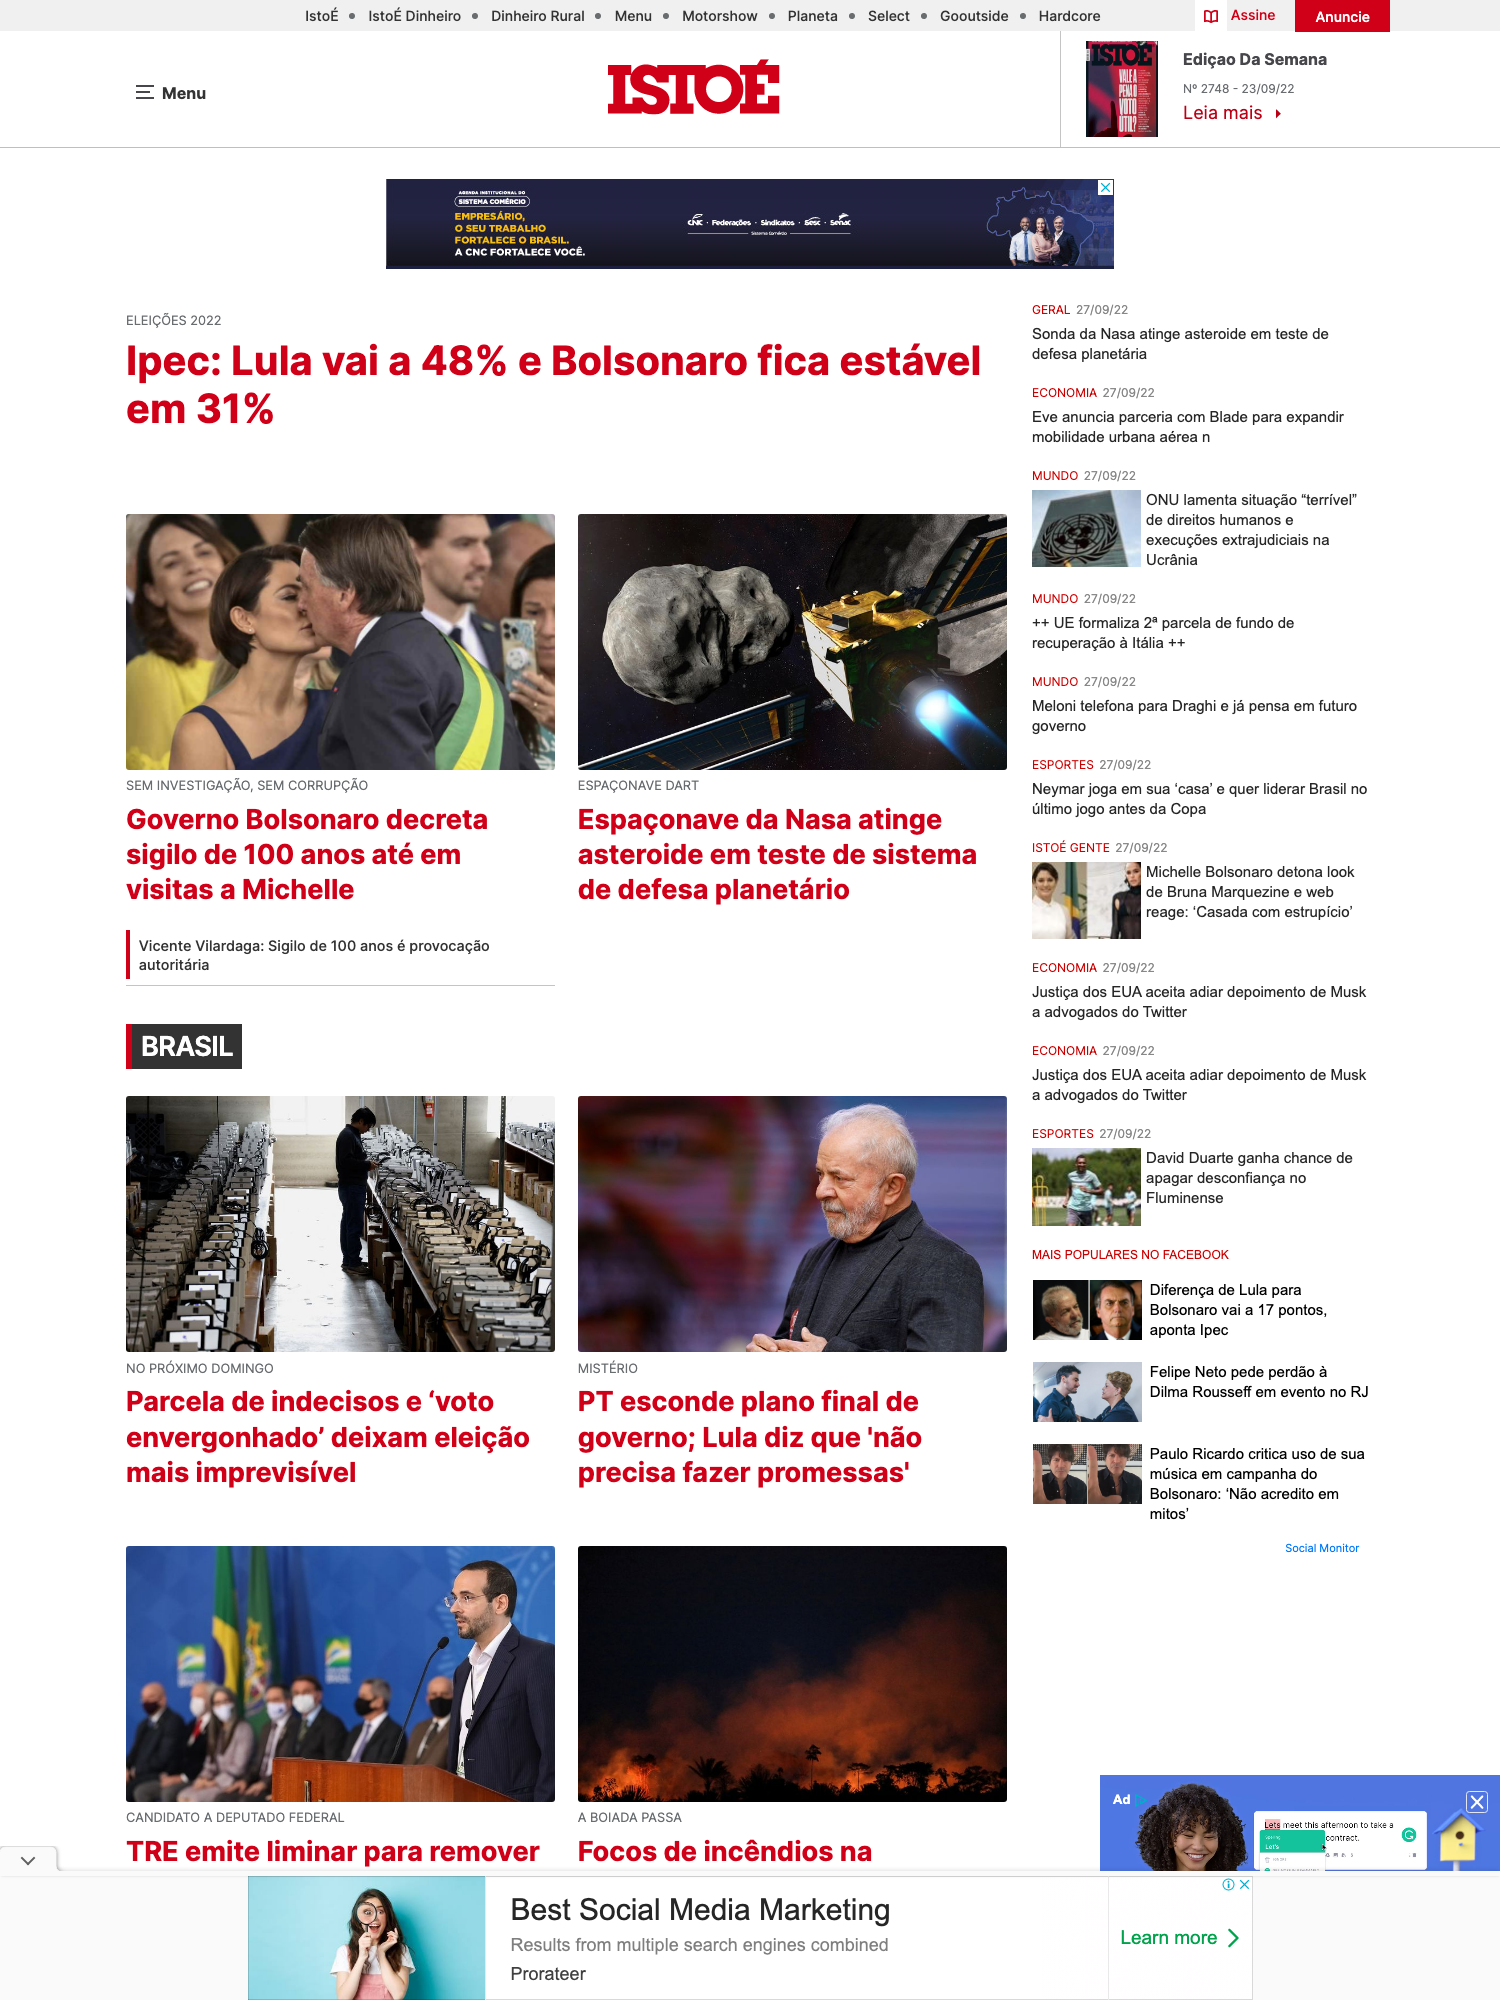 IstoÉ • IstoÉ Dinheiro • Dinheiro Rural • Menu • Motorshow • Planeta • Select • Gooutside • Hardcore
Assine
Anuncie
Menu
ISTOÉ
ISTOÉ
VALE A
PENA O
VOTO
ÚTIL?
Ediçao Da Semana
Nº 2748 - 23/09/22
Leia mais
AGENDA INSTITUCIONAL DO
SISTEMA COMÉRCIO
EMPRESÁRIO,
O SEU TRABALHO
FORTALECE O BRASIL.
A CNC FORTALECE VOCÊ.
CNC · Federações · Sindicatos · Sesc · Senac
Sistema Comércio
ELEIÇÕES 2022
Ipec: Lula vai a 48% e Bolsonaro fica estável
em 31%
SEM INVESTIGAÇÃO, SEM CORRUPÇÃO
Governo Bolsonaro decreta
sigilo de 100 anos até em
visitas a Michelle
Vicente Vilardaga: Sigilo de 100 anos é provocação
autoritária
ESPAÇONAVE DART
Espaçonave da Nasa atinge
asteroide em teste de sistema
de defesa planetário
BRASIL
NO PRÓXIMO DOMINGO
Parcela de indecisos e ‘voto
envergonhado’ deixam eleição
mais imprevisível
MISTÉRIO
PT esconde plano final de
governo; Lula diz que 'não
precisa fazer promessas'
CANDIDATO A DEPUTADO FEDERAL
TRE emite liminar para remover
A BOIADA PASSA
Focos de incêndios na
GERAL 27/09/22
Sonda da Nasa atinge asteroide em teste de
defesa planetária
ECONOMIA 27/09/22
Eve anuncia parceria com Blade para expandir
mobilidade urbana aérea n
MUNDO 27/09/22
ONU lamenta situação “terrível”
de direitos humanos e
execuções extrajudiciais na
Ucrânia
MUNDO 27/09/22
++ UE formaliza 2ª parcela de fundo de
recuperação à Itália ++
MUNDO 27/09/22
Meloni telefona para Draghi e já pensa em futuro
governo
ESPORTES 27/09/22
Neymar joga em sua ‘casa’ e quer liderar Brasil no
último jogo antes da Copa
ISTOÉ GENTE 27/09/22
Michelle Bolsonaro detona look
de Bruna Marquezine e web
reage: ‘Casada com estrupício’
ECONOMIA 27/09/22
Justiça dos EUA aceita adiar depoimento de Musk
a advogados do Twitter
ECONOMIA 27/09/22
Justiça dos EUA aceita adiar depoimento de Musk
a advogados do Twitter
ESPORTES 27/09/22
David Duarte ganha chance de
apagar desconfiança no
Fluminense
MAIS POPULARES NO FACEBOOK
Diferença de Lula para
Bolsonaro vai a 17 pontos,
aponta Ipec
Felipe Neto pede perdão à
Dilma Rousseff em evento no RJ
Paulo Ricardo critica uso de sua
música em campanha do
Bolsonaro: ‘Não acredito em
mitos’
Social Monitor
Ad
Lets meet this afternoon to take a
contract.
Let's
Best Social Media Marketing
Results from multiple search engines combined
Prorateer
Learn more